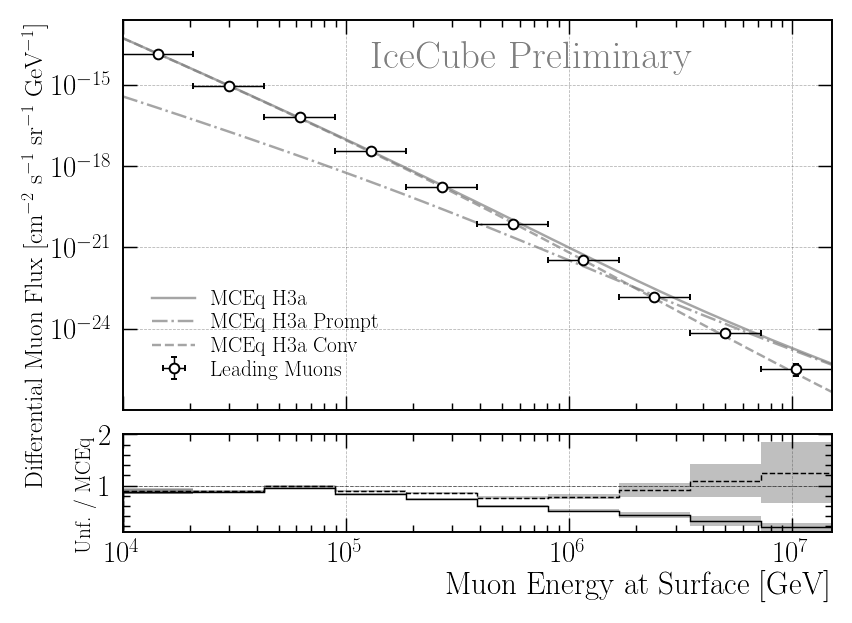 IceCube Preliminary
Differential Muon Flux [cm⁻² s⁻¹ sr⁻¹ GeV⁻¹]
10⁻¹⁵
10⁻¹⁸
10⁻²¹
10⁻²⁴
MCEq H3a
MCEq H3a Prompt
MCEq H3a Conv
Leading Muons
Unf. / MCEq
2
1
10⁴ 10⁵ 10⁶ 10⁷
Muon Energy at Surface [GeV]